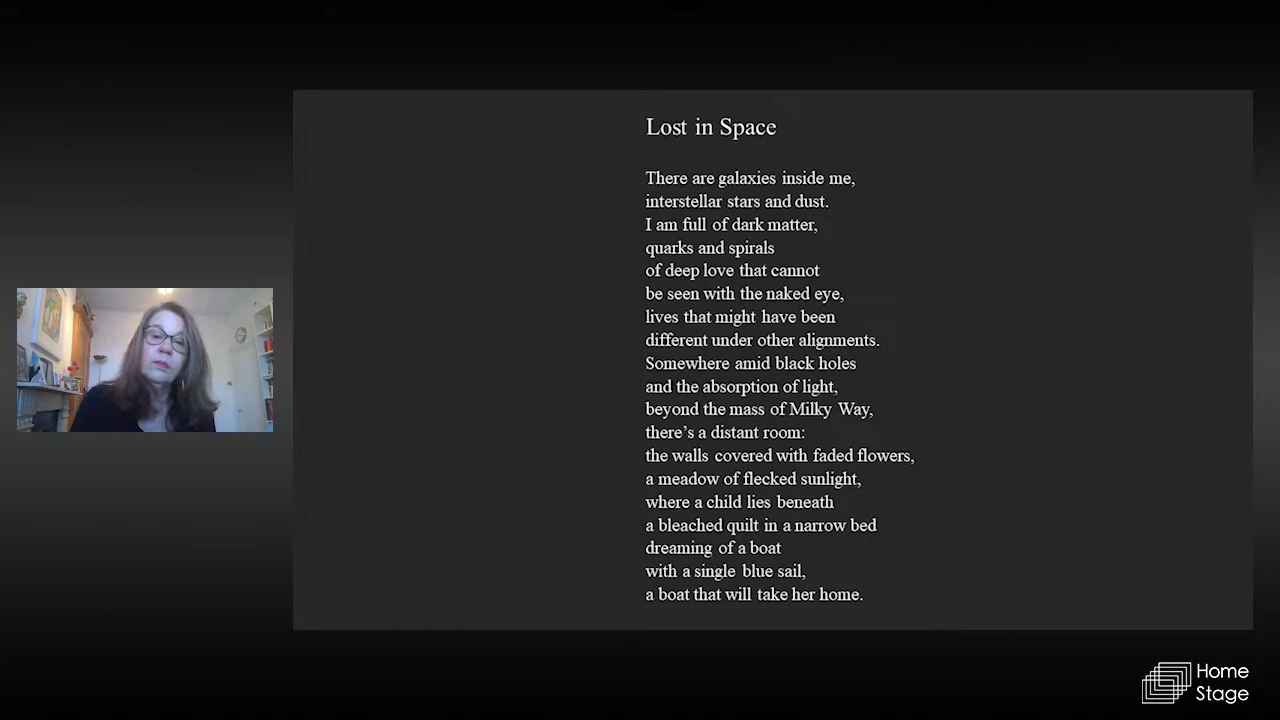 Lost in Space
There are galaxies inside me,
interstellar stars and dust.
I am full of dark matter,
quarks and spirals
of deep love that cannot
be seen with the naked eye,
lives that might have been
different under other alignments.
Somewhere amid black holes
and the absorption of light,
beyond the mass of Milky Way,
there’s a distant room:
the walls covered with faded flowers,
a meadow of flecked sunlight,
where a child lies beneath
a bleached quilt in a narrow bed
dreaming of a boat
with a single blue sail,
a boat that will take her home.
Home
Stage